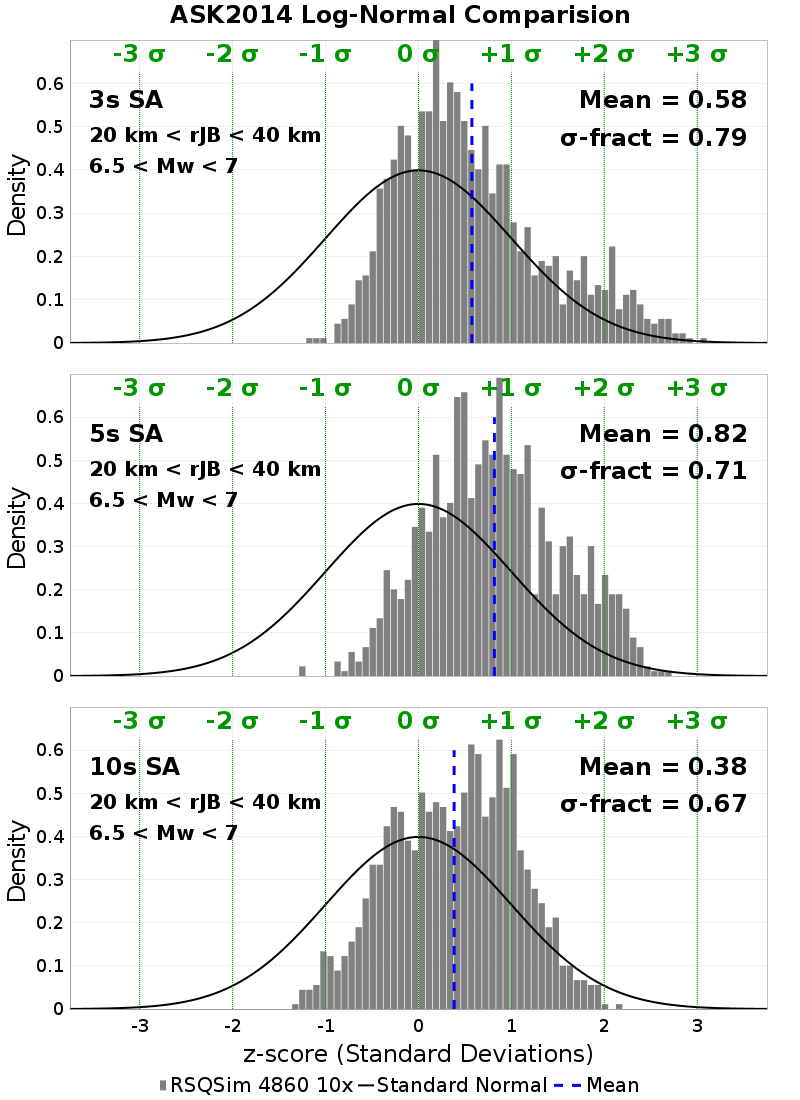 ASK2014 Log-Normal Comparision
-3 σ -2 σ -1 σ 0 σ +1 σ +2 σ +3 σ
3s SA
20 km < rJB < 40 km
6.5 < Mw < 7
Mean = 0.58
σ-fract = 0.79
Density
0.6
0.5
0.4
0.3
0.2
0.1
0
-3 σ -2 σ -1 σ 0 σ +1 σ +2 σ +3 σ
5s SA
20 km < rJB < 40 km
6.5 < Mw < 7
Mean = 0.82
σ-fract = 0.71
Density
0.6
0.5
0.4
0.3
0.2
0.1
0
-3 σ -2 σ -1 σ 0 σ +1 σ +2 σ +3 σ
10s SA
20 km < rJB < 40 km
6.5 < Mw < 7
Mean = 0.38
σ-fract = 0.67
Density
0.6
0.5
0.4
0.3
0.2
0.1
0
-3 -2 -1 0 1 2 3
z-score (Standard Deviations)
RSQSim 4860 10x Standard Normal Mean